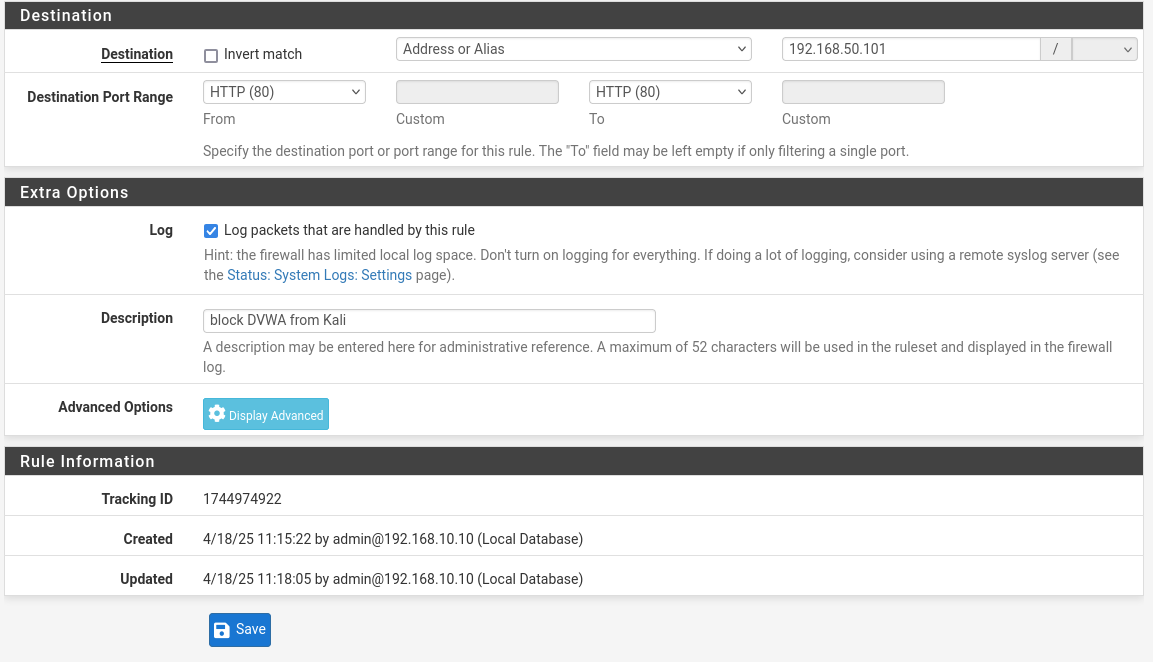 Destination
Destination Invert match Address or Alias 192.168.50.101 /
Destination Port Range HTTP (80) HTTP (80)
From Custom To Custom
Specify the destination port or port range for this rule. The "To" field may be left empty if only filtering a single port.
Extra Options
Log Log packets that are handled by this rule
Hint: the firewall has limited local log space. Don't turn on logging for everything. If doing a lot of logging, consider using a remote syslog server (see
the Status: System Logs: Settings page).
Description block DVWA from Kali
A description may be entered here for administrative reference. A maximum of 52 characters will be used in the ruleset and displayed in the firewall
log.
Advanced Options Display Advanced
Rule Information
Tracking ID 1744974922
Created 4/18/25 11:15:22 by admin@192.168.10.10 (Local Database)
Updated 4/18/25 11:18:05 by admin@192.168.10.10 (Local Database)
Save